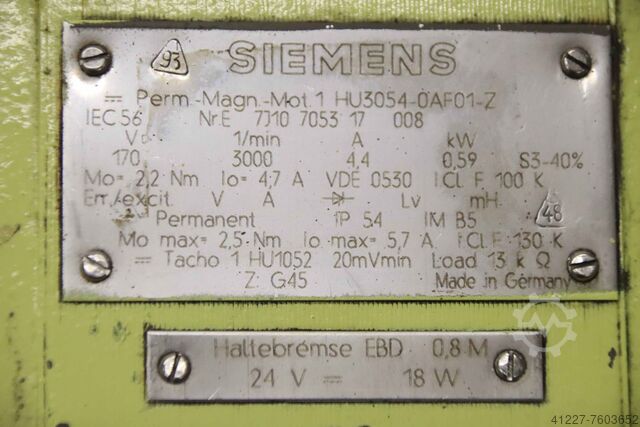 93 SIEMENS
⎓ Perm.-Magn.-Mot. 1 HU3054-0AF01-Z
IEC 56 Nr.E 7J10 7053 17 008
V 1/min A kW
170 3000 4,4 0,59 S3-40%
Mo= 2,2 Nm Io= 4,7 A VDE 0530 I.Cl. F 100 K
Err./excit. V A Lv mH
Permanent IP 54 IM B5 48
Mo max= 2,5 Nm Io max= 5,7 A I.Cl.F 130 K
⎓ Tacho 1 HU1052 20mV/min Load 13 k Ω
Z: G45 Made in Germany
Haltebremse EBD 0,8 M
24 V ⎓ 18 W
41227-7603652